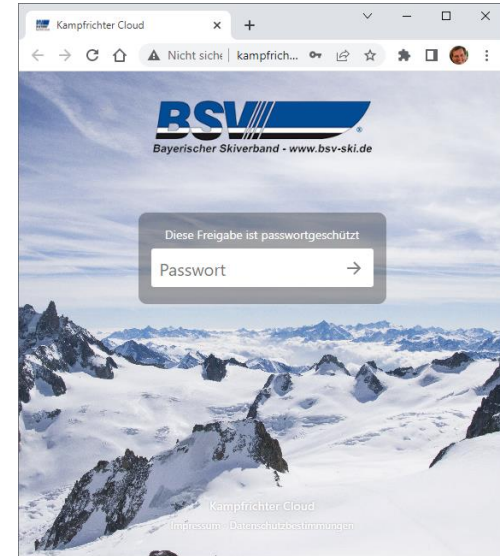 Kampfrichter Cloud
Nicht siche kampfrich...
BSV
Bayerischer Skiverband - www.bsv-ski.de
Diese Freigabe ist passwortgeschützt
Passwort
Kampfrichter Cloud
Impressum · Datenschutzbestimmungen